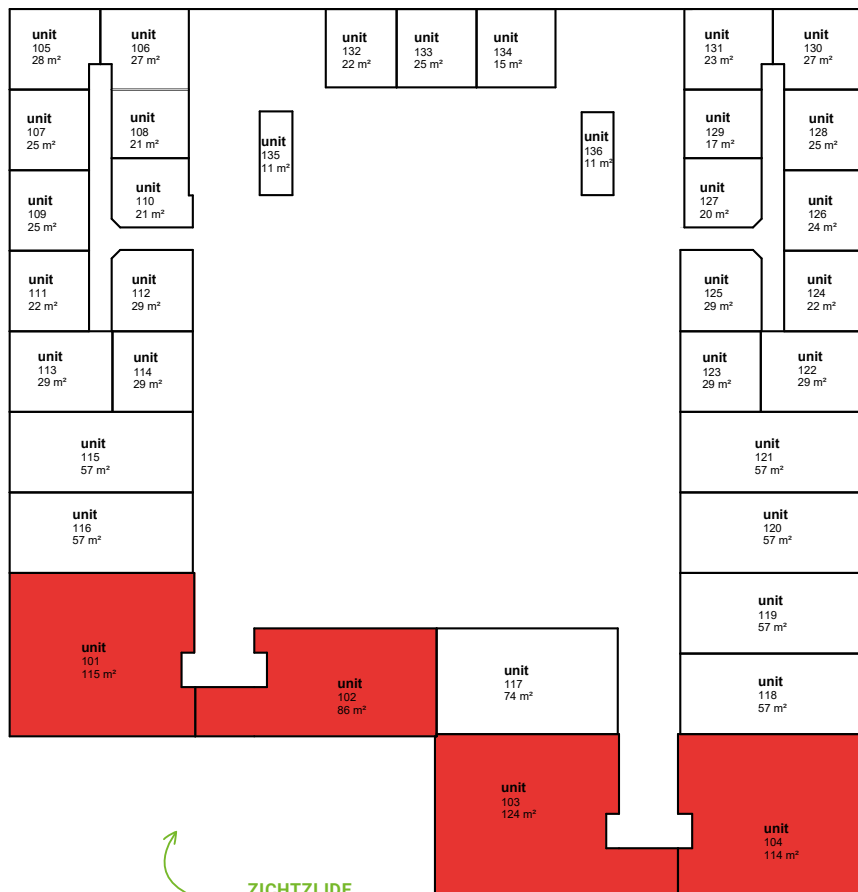 unit
105
28 m²
unit
106
27 m²
unit
132
22 m²
unit
133
25 m²
unit
134
15 m²
unit
131
23 m²
unit
130
27 m²
unit
107
25 m²
unit
108
21 m²
unit
135
11 m²
unit
136
11 m²
unit
129
17 m²
unit
128
25 m²
unit
109
25 m²
unit
110
21 m²
unit
127
20 m²
unit
126
24 m²
unit
111
22 m²
unit
112
29 m²
unit
125
29 m²
unit
124
22 m²
unit
113
29 m²
unit
114
29 m²
unit
123
29 m²
unit
122
29 m²
unit
115
57 m²
unit
121
57 m²
unit
116
57 m²
unit
120
57 m²
unit
119
57 m²
unit
101
115 m²
unit
102
86 m²
unit
117
74 m²
unit
118
57 m²
unit
103
124 m²
unit
104
114 m²
ZICHTZIJDE